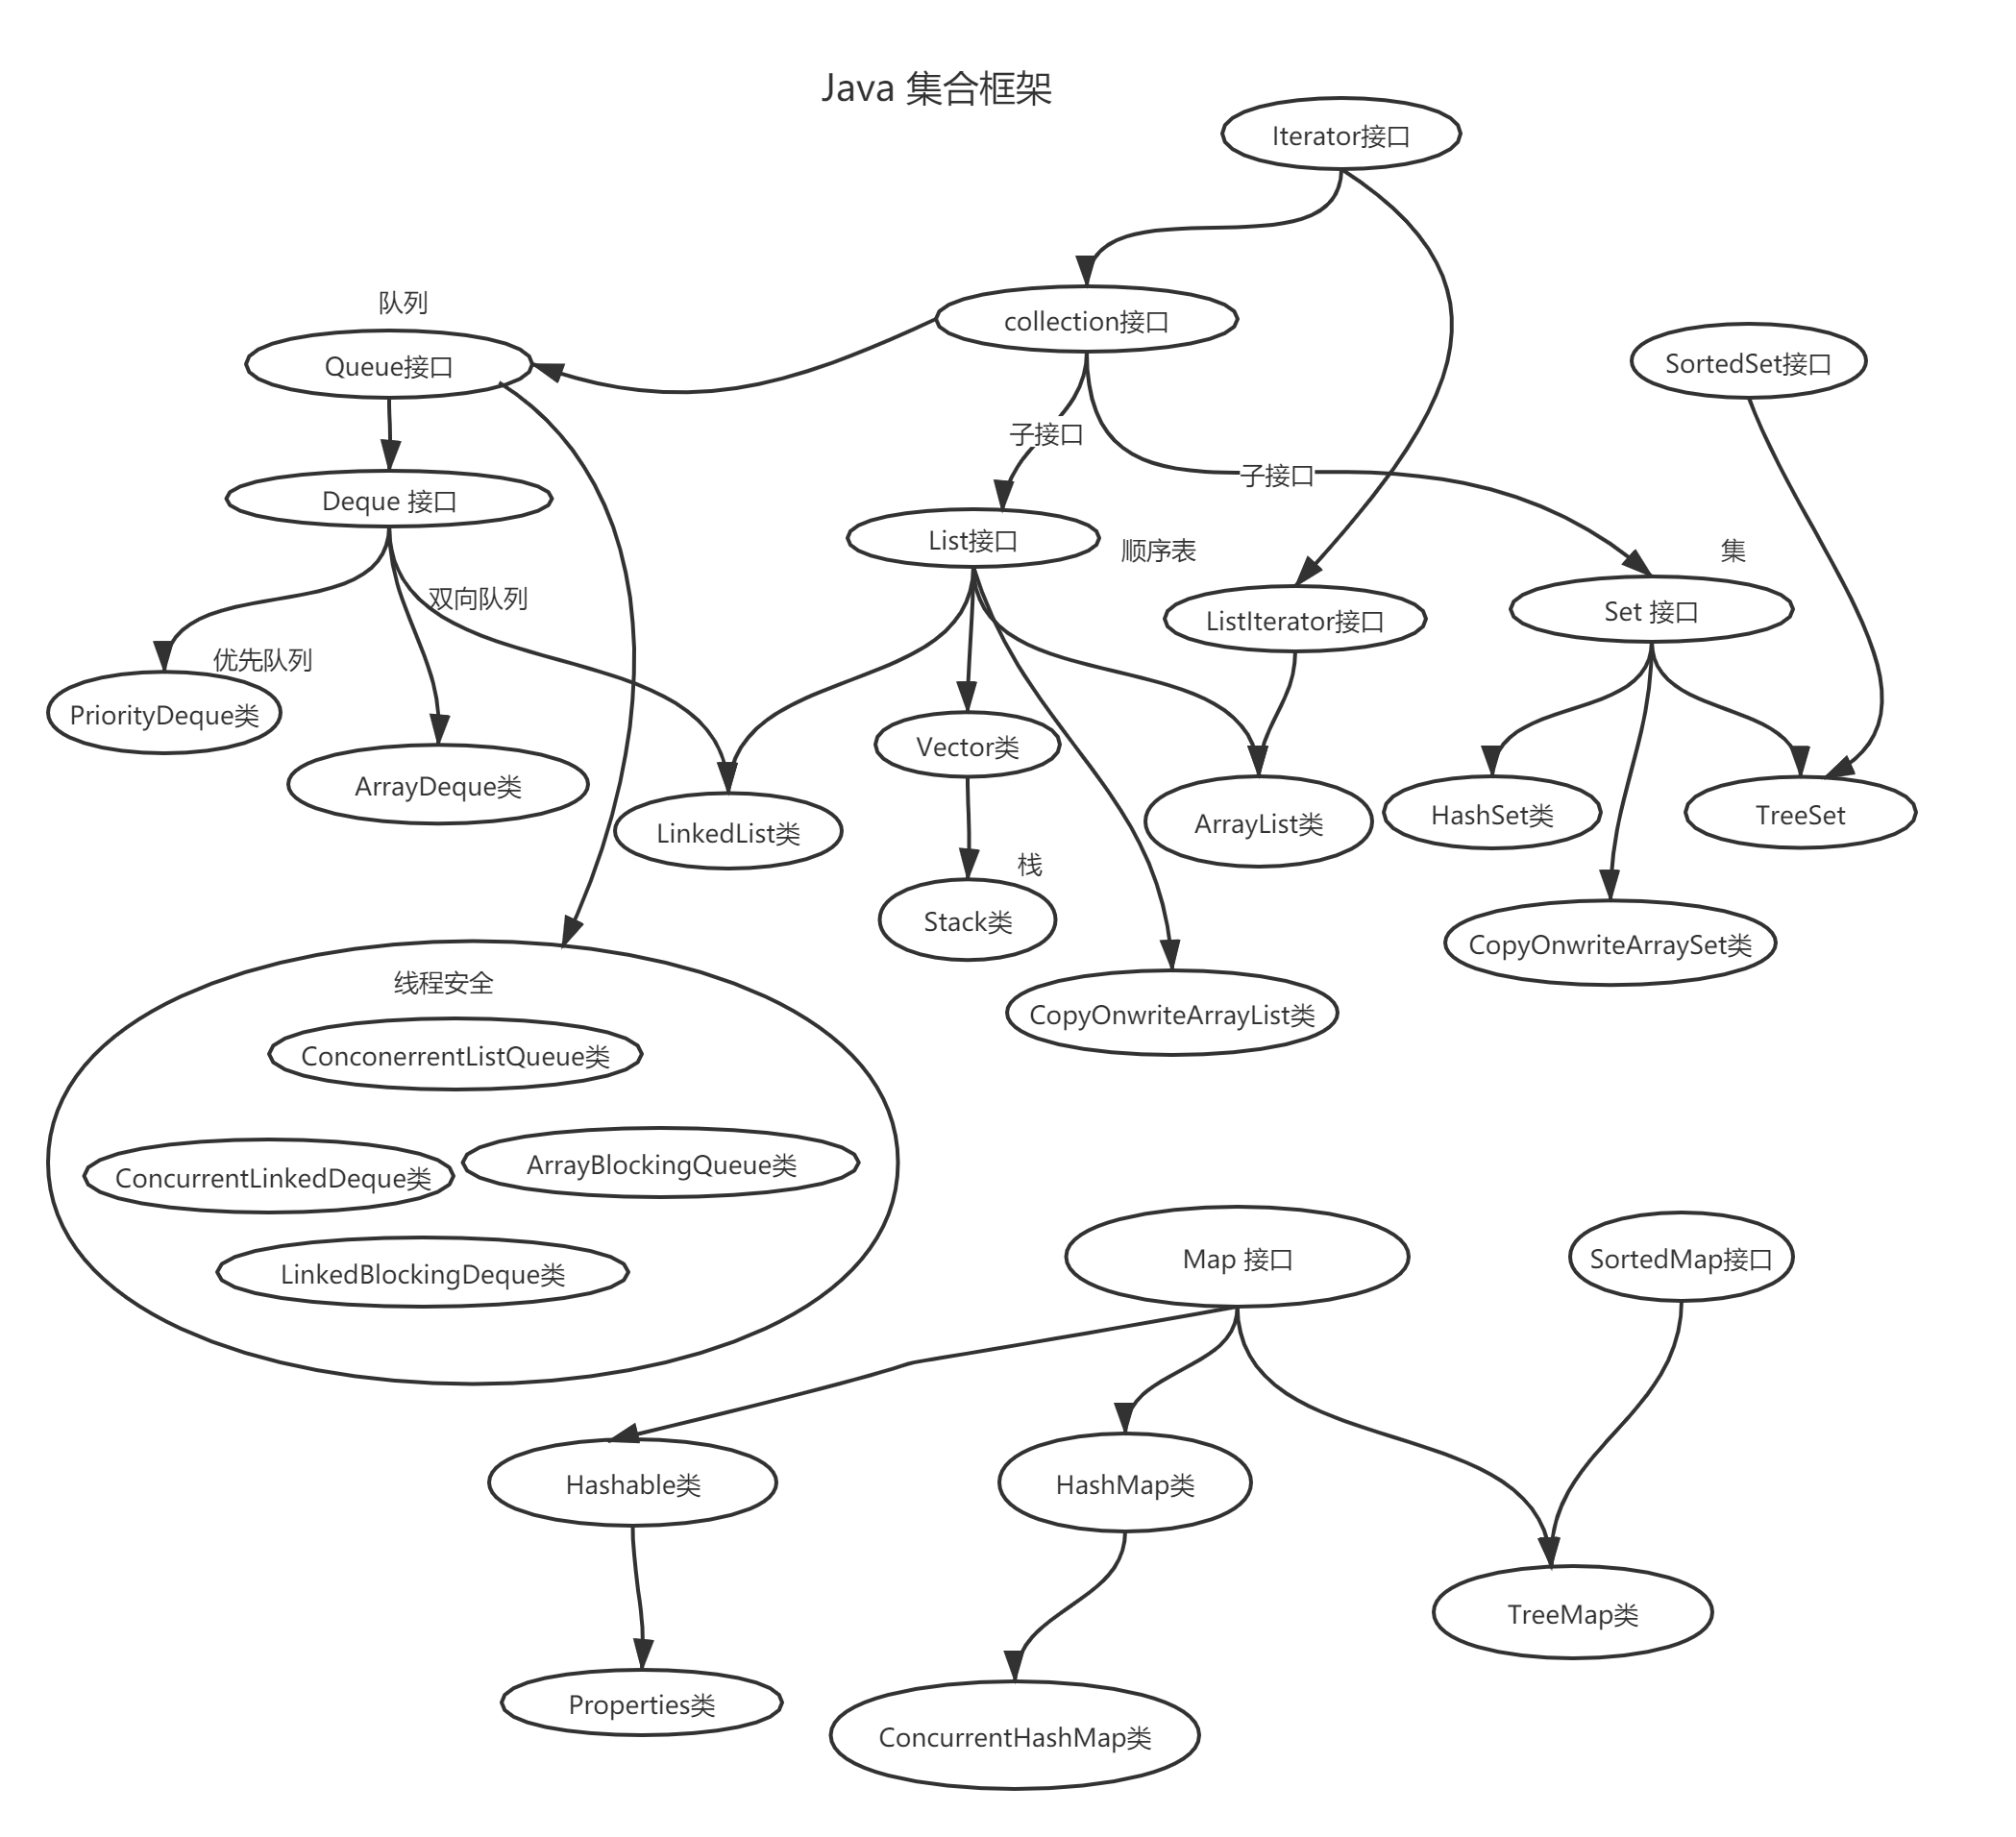 Java 集合框架
Iterator接口
队列
collection接口
Queue接口
SortedSet接口
子接口
子接口
Deque 接口
List接口
顺序表
集
双向队列
ListIterator接口
Set 接口
优先队列
PriorityDeque类
Vector类
ArrayDeque类
LinkedList类
ArrayList类
HashSet类
TreeSet
栈
Stack类
CopyOnwriteArraySet类
线程安全
CopyOnwriteArrayList类
ConconerrentListQueue类
ConcurrentLinkedDeque类
ArrayBlockingQueue类
LinkedBlockingDeque类
Map 接口
SortedMap接口
Hashable类
HashMap类
TreeMap类
Properties类
ConcurrentHashMap类